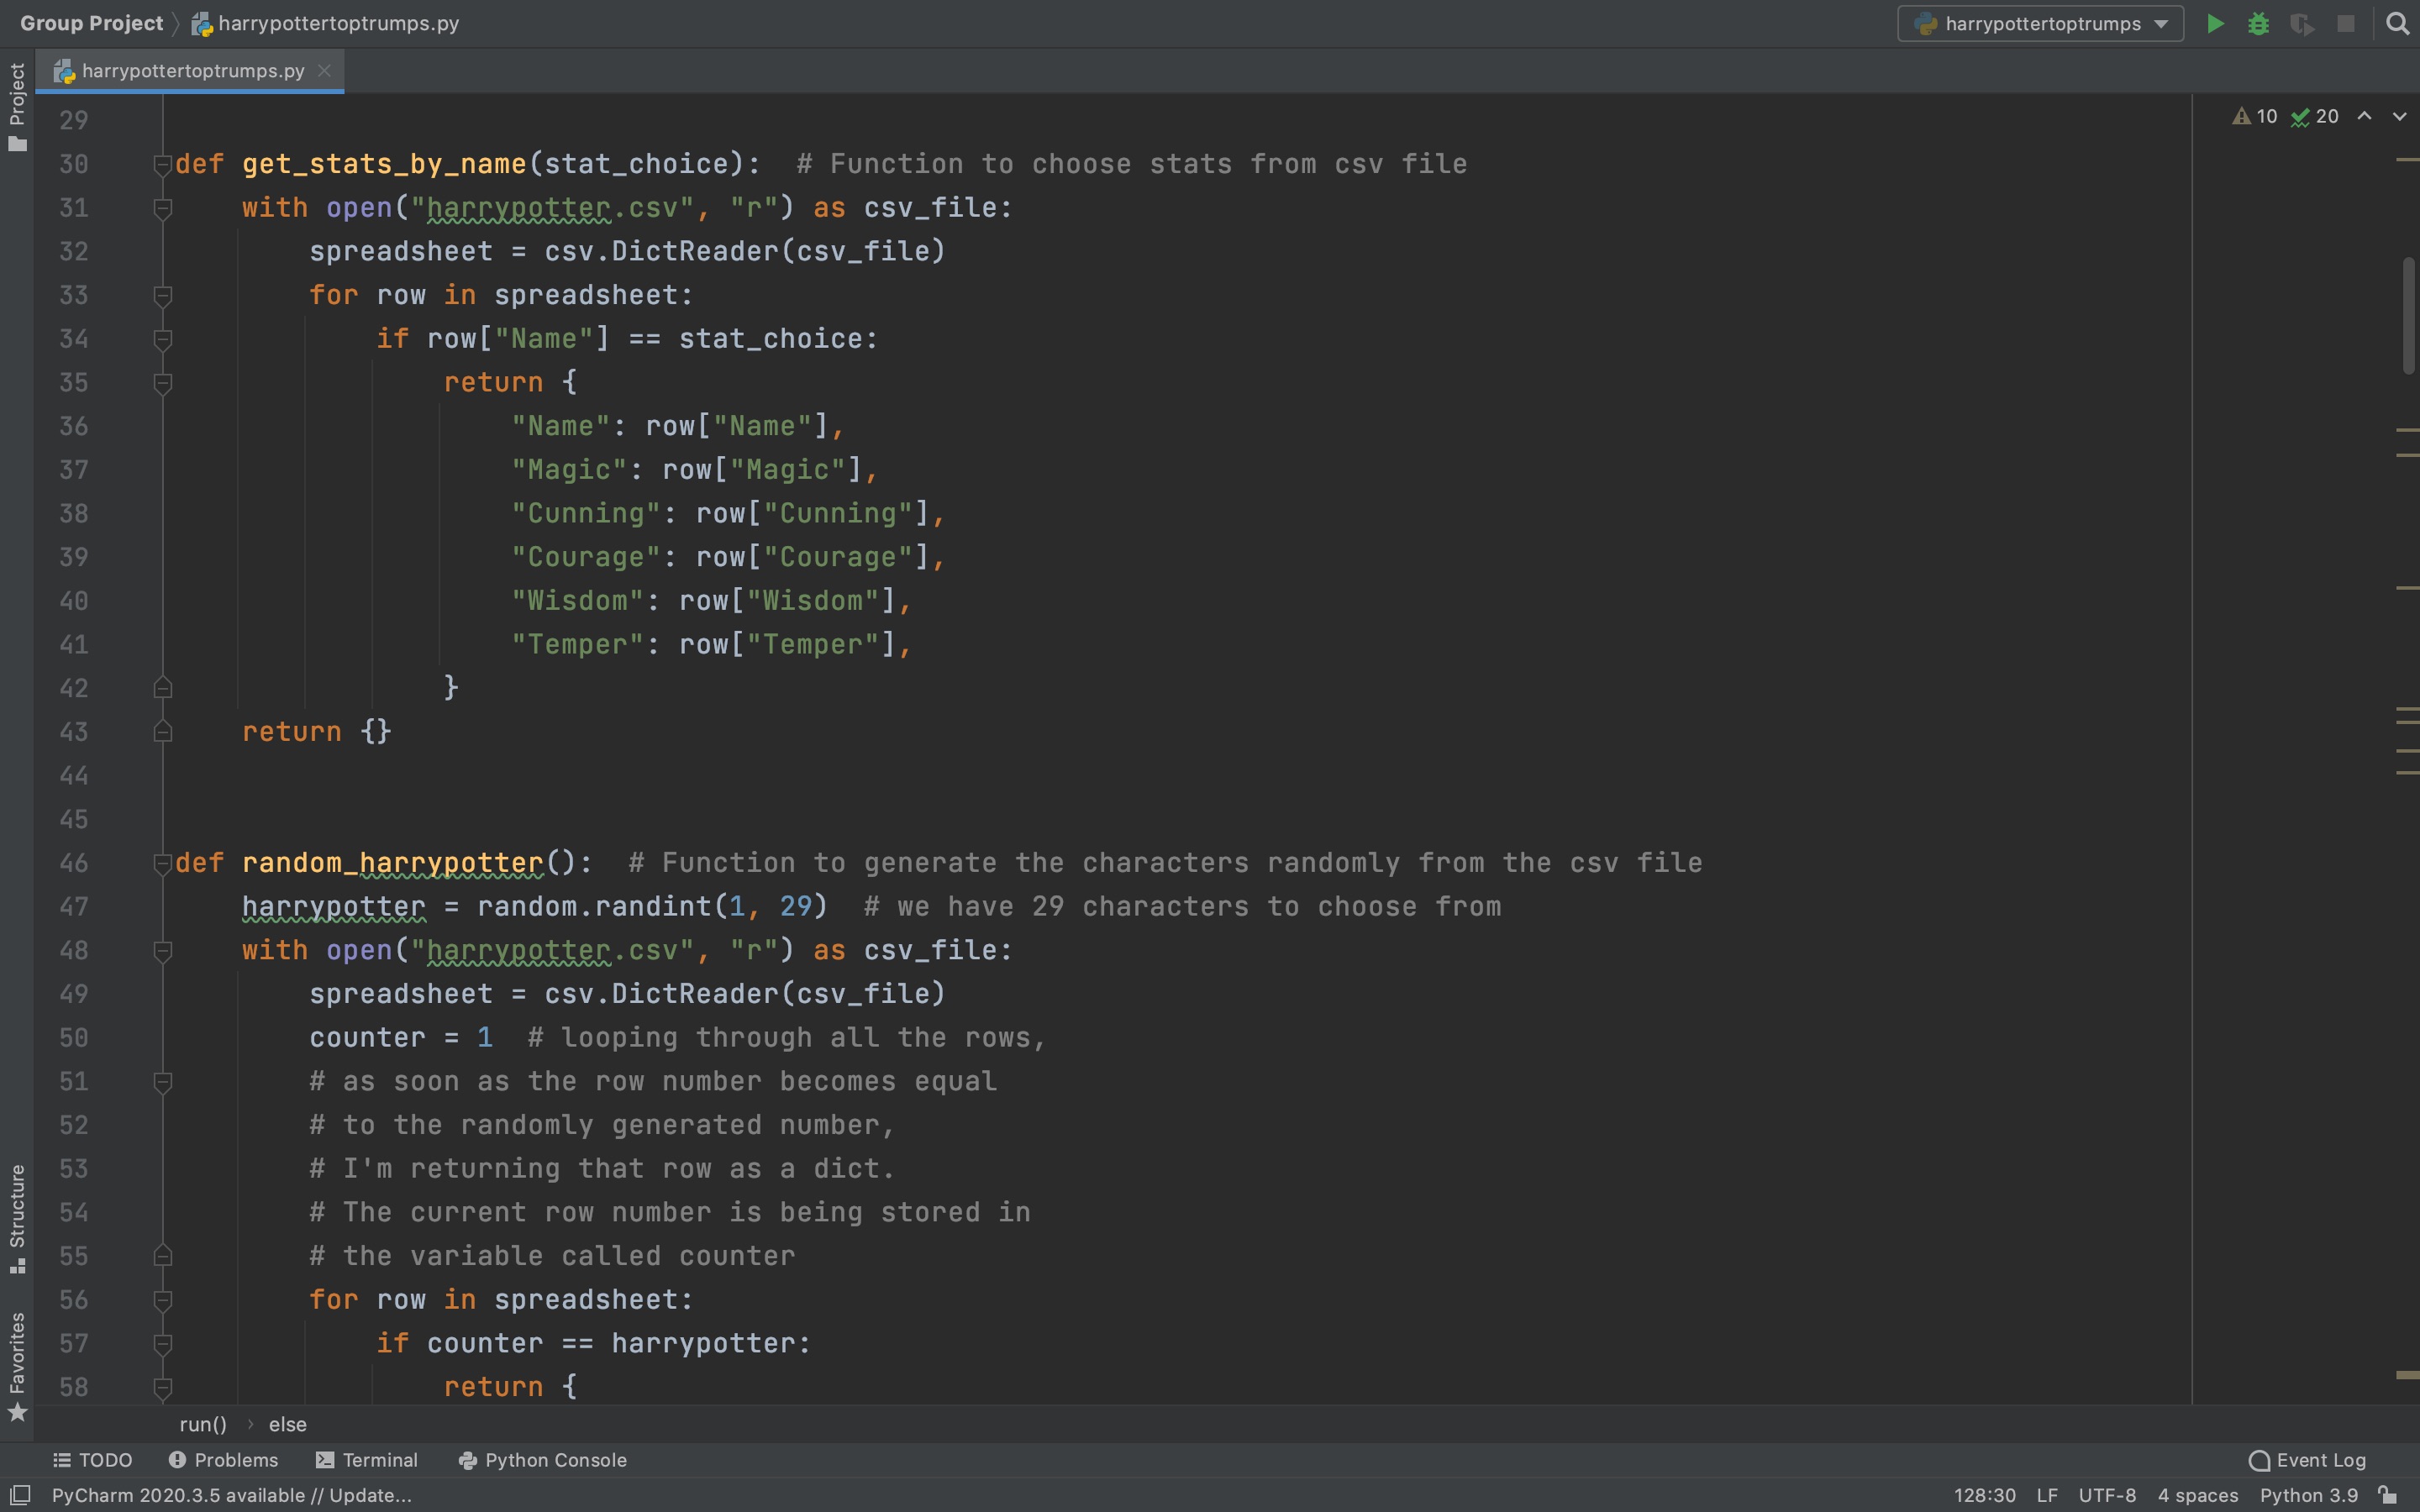 Group Project harrypottertoptrumps.py harrypottertoptrumps
harrypottertoptrumps.py
Project
10 20
29
30 def get_stats_by_name(stat_choice):  # Function to choose stats from csv file
31     with open("harrypotter.csv", "r") as csv_file:
32         spreadsheet = csv.DictReader(csv_file)
33         for row in spreadsheet:
34             if row["Name"] == stat_choice:
35                 return {
36                     "Name": row["Name"],
37                     "Magic": row["Magic"],
38                     "Cunning": row["Cunning"],
39                     "Courage": row["Courage"],
40                     "Wisdom": row["Wisdom"],
41                     "Temper": row["Temper"],
42                 }
43     return {}
44
45
46 def random_harrypotter():  # Function to generate the characters randomly from the csv file
47     harrypotter = random.randint(1, 29)  # we have 29 characters to choose from
48     with open("harrypotter.csv", "r") as csv_file:
49         spreadsheet = csv.DictReader(csv_file)
50         counter = 1  # looping through all the rows,
51         # as soon as the row number becomes equal
52         # to the randomly generated number,
53         # I'm returning that row as a dict.
54         # The current row number is being stored in
55         # the variable called counter
56         for row in spreadsheet:
57             if counter == harrypotter:
58                 return {
Structure
Favorites
run() › else
TODO Problems Terminal Python Console Event Log
PyCharm 2020.3.5 available // Update... 128:30 LF UTF-8 4 spaces Python 3.9